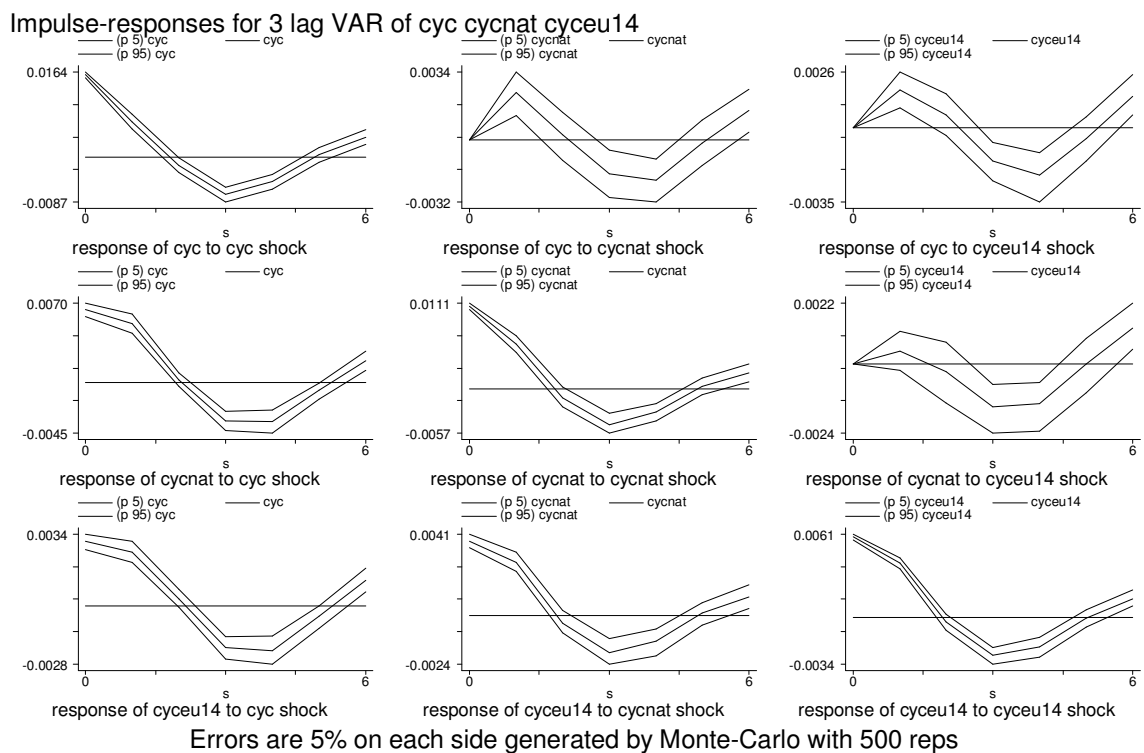 Impulse-responses for 3 lag VAR of cyc cycnat cyceu14
(p 5) cyc cyc
(p 95) cyc
0.0164
-0.0087
0 6
s
response of cyc to cyc shock
(p 5) cycnat cycnat
(p 95) cycnat
0.0034
-0.0032
0 6
s
response of cyc to cycnat shock
(p 5) cyceu14 cyceu14
(p 95) cyceu14
0.0026
-0.0035
0 6
s
response of cyc to cyceu14 shock
(p 5) cyc cyc
(p 95) cyc
0.0070
-0.0045
0 6
s
response of cycnat to cyc shock
(p 5) cycnat cycnat
(p 95) cycnat
0.0111
-0.0057
0 6
s
response of cycnat to cycnat shock
(p 5) cyceu14 cyceu14
(p 95) cyceu14
0.0022
-0.0024
0 6
s
response of cycnat to cyceu14 shock
(p 5) cyc cyc
(p 95) cyc
0.0034
-0.0028
0 6
s
response of cyceu14 to cyc shock
(p 5) cycnat cycnat
(p 95) cycnat
0.0041
-0.0024
0 6
s
response of cyceu14 to cycnat shock
(p 5) cyceu14 cyceu14
(p 95) cyceu14
0.0061
-0.0034
0 6
s
response of cyceu14 to cyceu14 shock
Errors are 5% on each side generated by Monte-Carlo with 500 reps